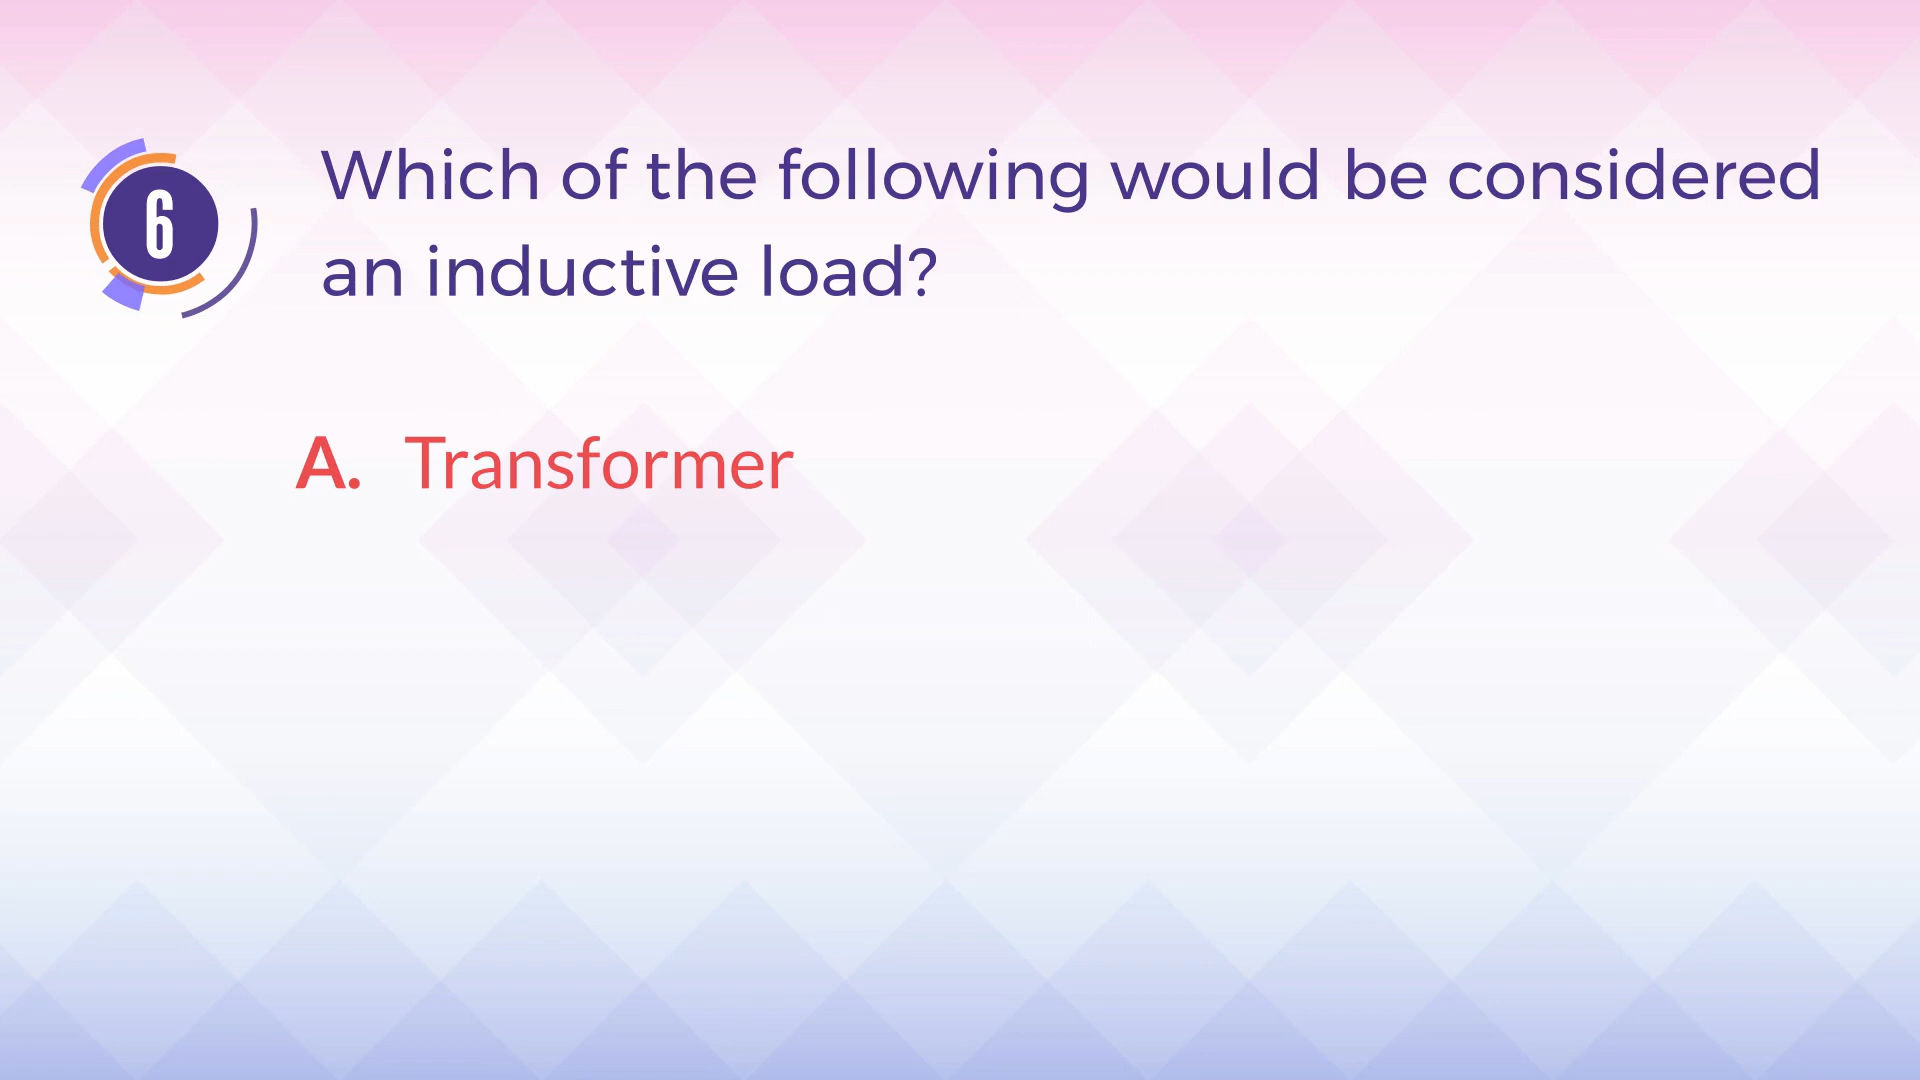 6
Which of the following would be considered
an inductive load?
A. Transformer